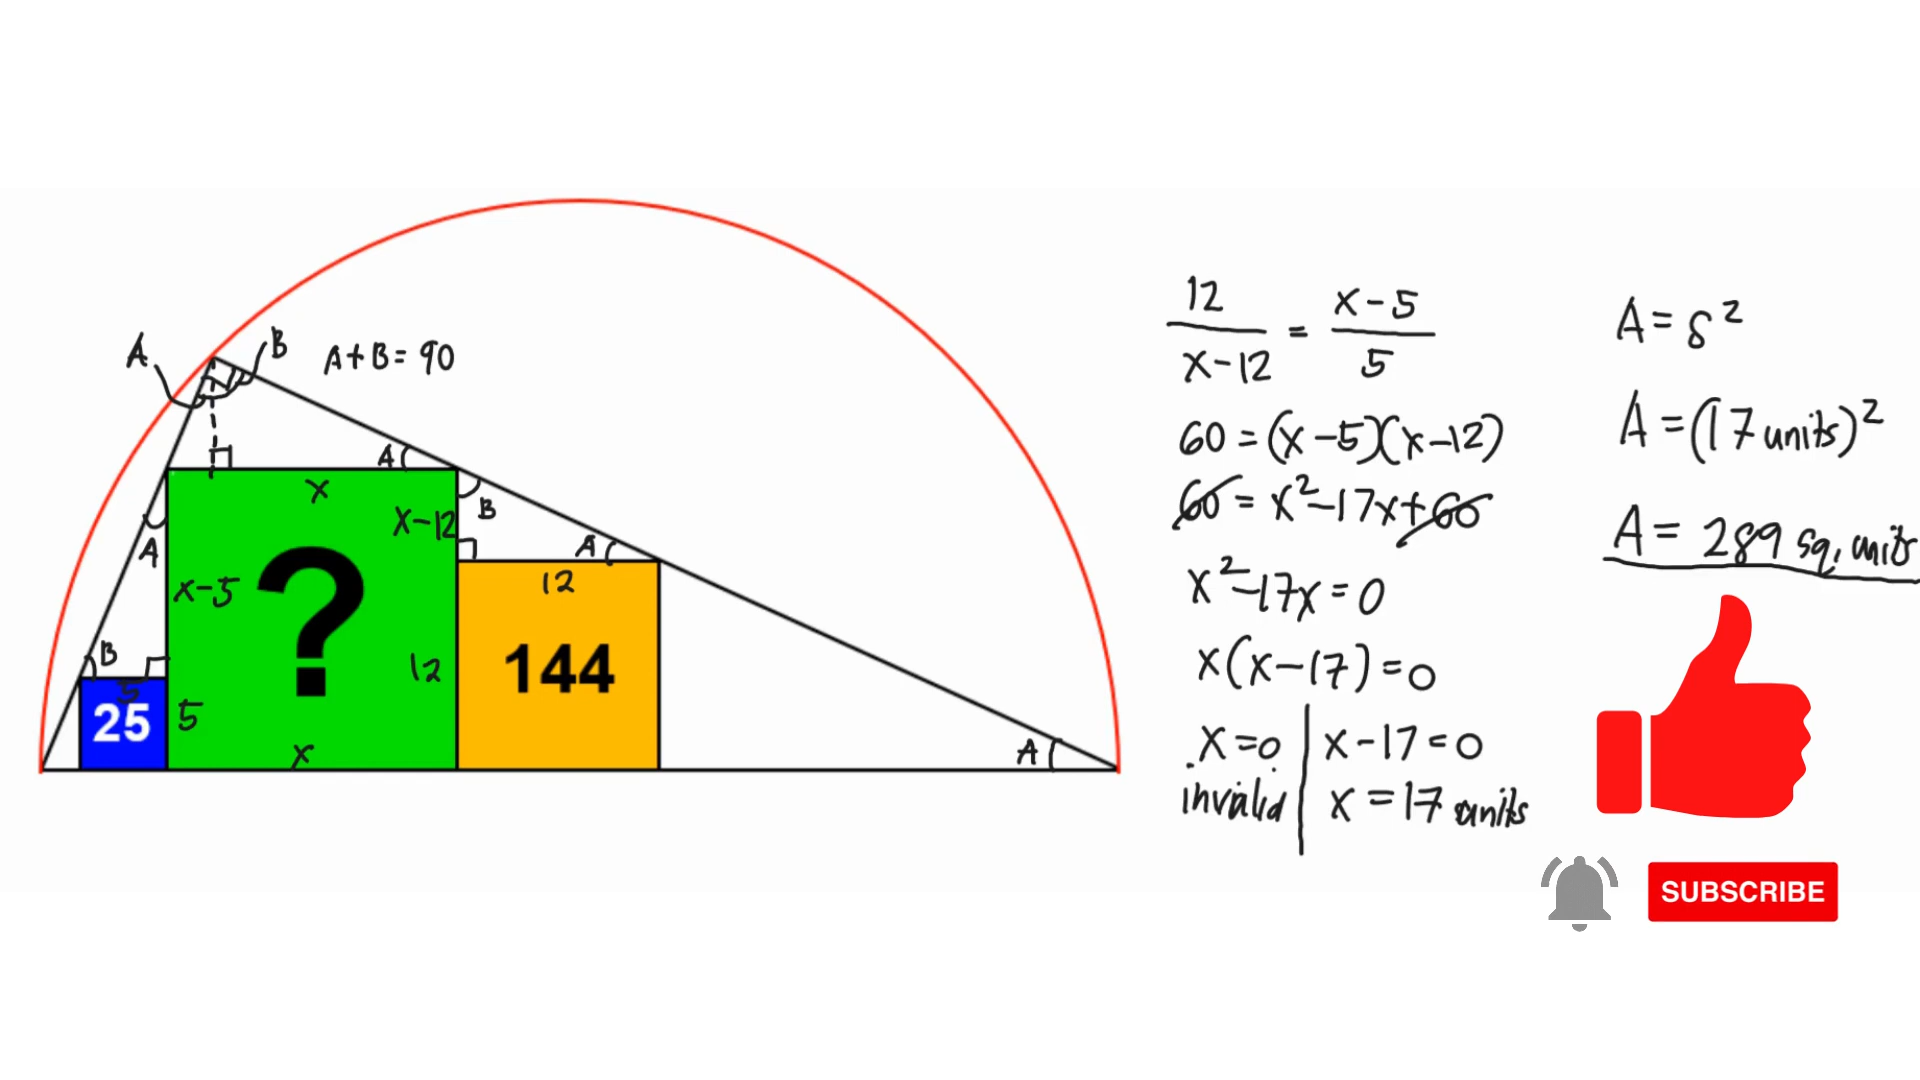 A
B
A+B=90
A
x
x-12
B
A
A
x-5
?
12
12
144
B
5
25
5
x
A
12/(x-12) = (x-5)/5
60=(x-5)(x-12)
60=x²-17x+60
x²-17x=0
x(x-17)=0
x=0 | x-17=0
invalid | x=17 units
A=s²
A=(17 units)²
A= 289 sq. units
SUBSCRIBE